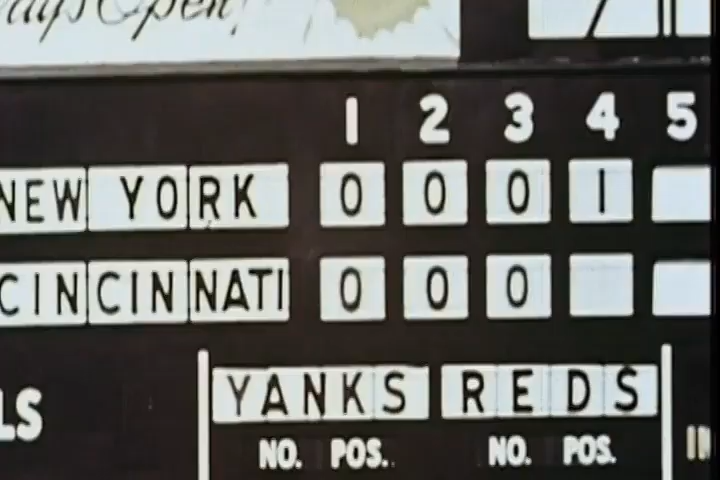 Open
1 2 3 4 5
NEW YORK 0 0 0 1
CINCINNATI 0 0 0
YANKS REDS
NO. POS. NO. POS.